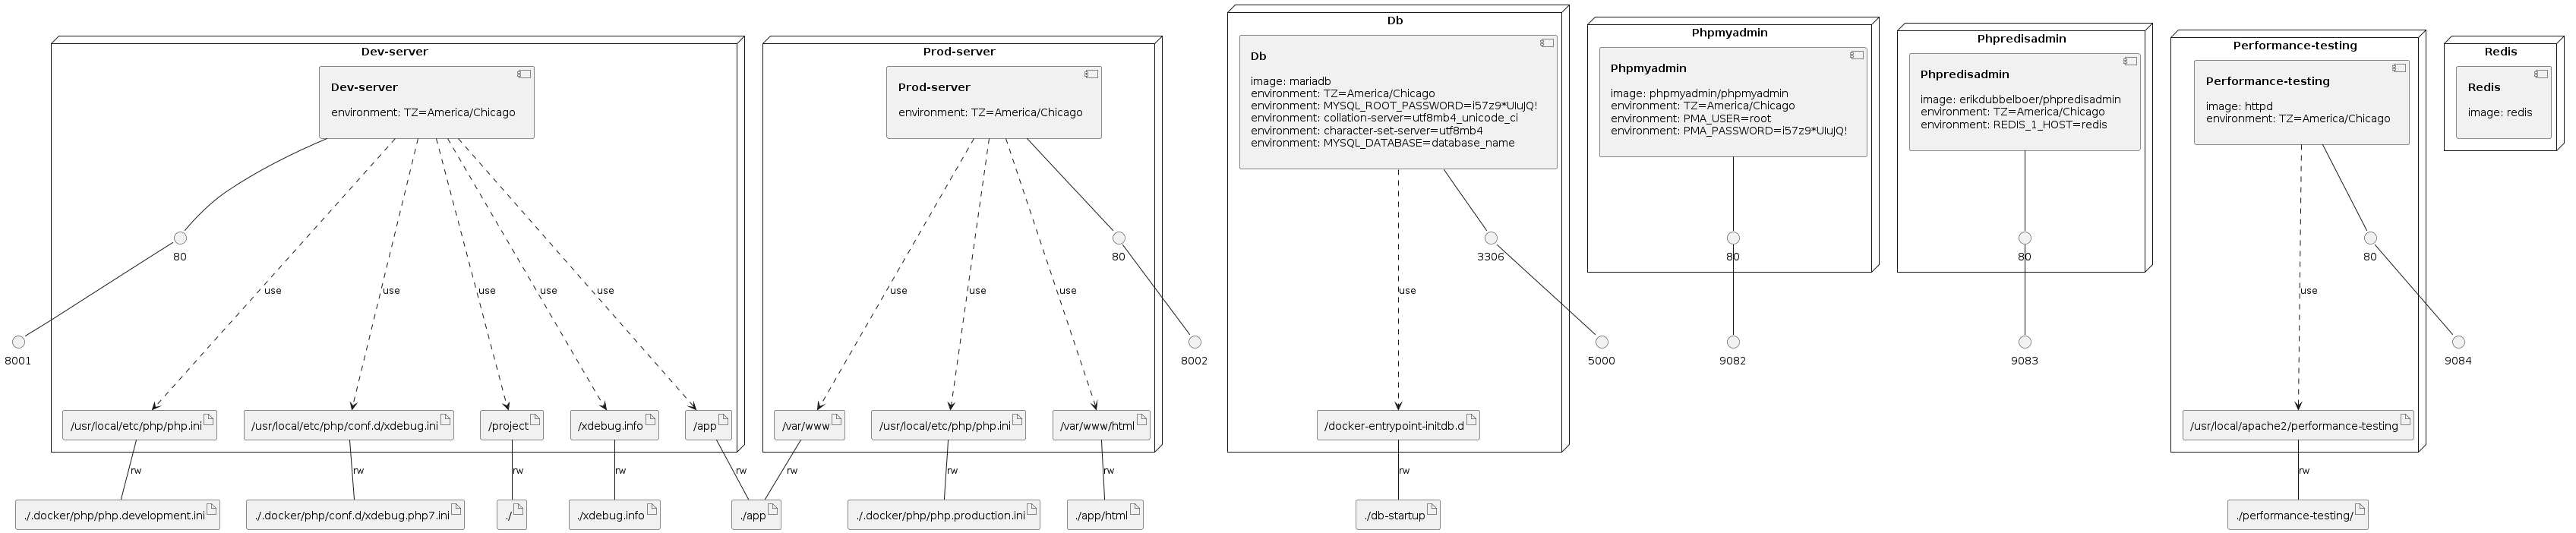 Dev-server
Dev-server
environment: TZ=America/Chicago
80
8001
use
use
use
use
use
/usr/local/etc/php/php.ini
/usr/local/etc/php/conf.d/xdebug.ini
/project
/xdebug.info
/app
rw
rw
rw
rw
rw
./.docker/php/php.development.ini
./.docker/php/conf.d/xdebug.php7.ini
./
./xdebug.info
./app
Prod-server
Prod-server
environment: TZ=America/Chicago
80
8002
use
use
use
/var/www
/usr/local/etc/php/php.ini
/var/www/html
rw
rw
rw
./.docker/php/php.production.ini
./app/html
Db
Db
image: mariadb
environment: TZ=America/Chicago
environment: MYSQL_ROOT_PASSWORD=i57z9*UIuJQ!
environment: collation-server=utf8mb4_unicode_ci
environment: character-set-server=utf8mb4
environment: MYSQL_DATABASE=database_name
3306
use
5000
/docker-entrypoint-initdb.d
rw
./db-startup
Phpmyadmin
Phpmyadmin
image: phpmyadmin/phpmyadmin
environment: TZ=America/Chicago
environment: PMA_USER=root
environment: PMA_PASSWORD=i57z9*UIuJQ!
80
9082
Phpredisadmin
Phpredisadmin
image: erikdubbelboer/phpredisadmin
environment: TZ=America/Chicago
environment: REDIS_1_HOST=redis
80
9083
Performance-testing
Performance-testing
image: httpd
environment: TZ=America/Chicago
80
use
9084
/usr/local/apache2/performance-testing
rw
./performance-testing/
Redis
Redis
image: redis